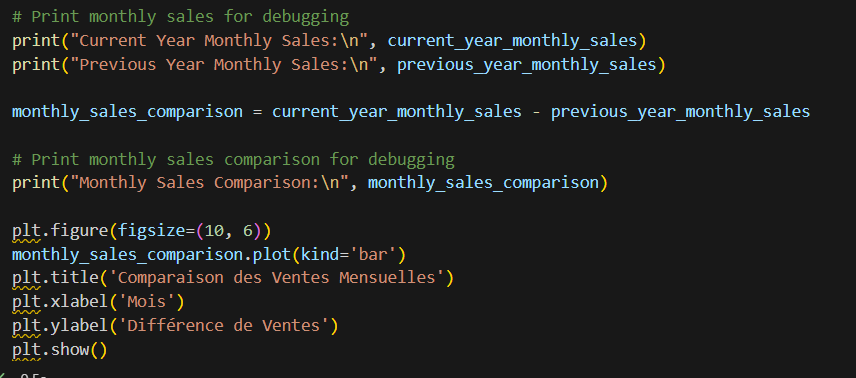 # Print monthly sales for debugging
print("Current Year Monthly Sales:\n", current_year_monthly_sales)
print("Previous Year Monthly Sales:\n", previous_year_monthly_sales)
monthly_sales_comparison = current_year_monthly_sales - previous_year_monthly_sales
# Print monthly sales comparison for debugging
print("Monthly Sales Comparison:\n", monthly_sales_comparison)
plt.figure(figsize=(10, 6))
monthly_sales_comparison.plot(kind='bar')
plt.title('Comparaison des Ventes Mensuelles')
plt.xlabel('Mois')
plt.ylabel('Différence de Ventes')
plt.show()